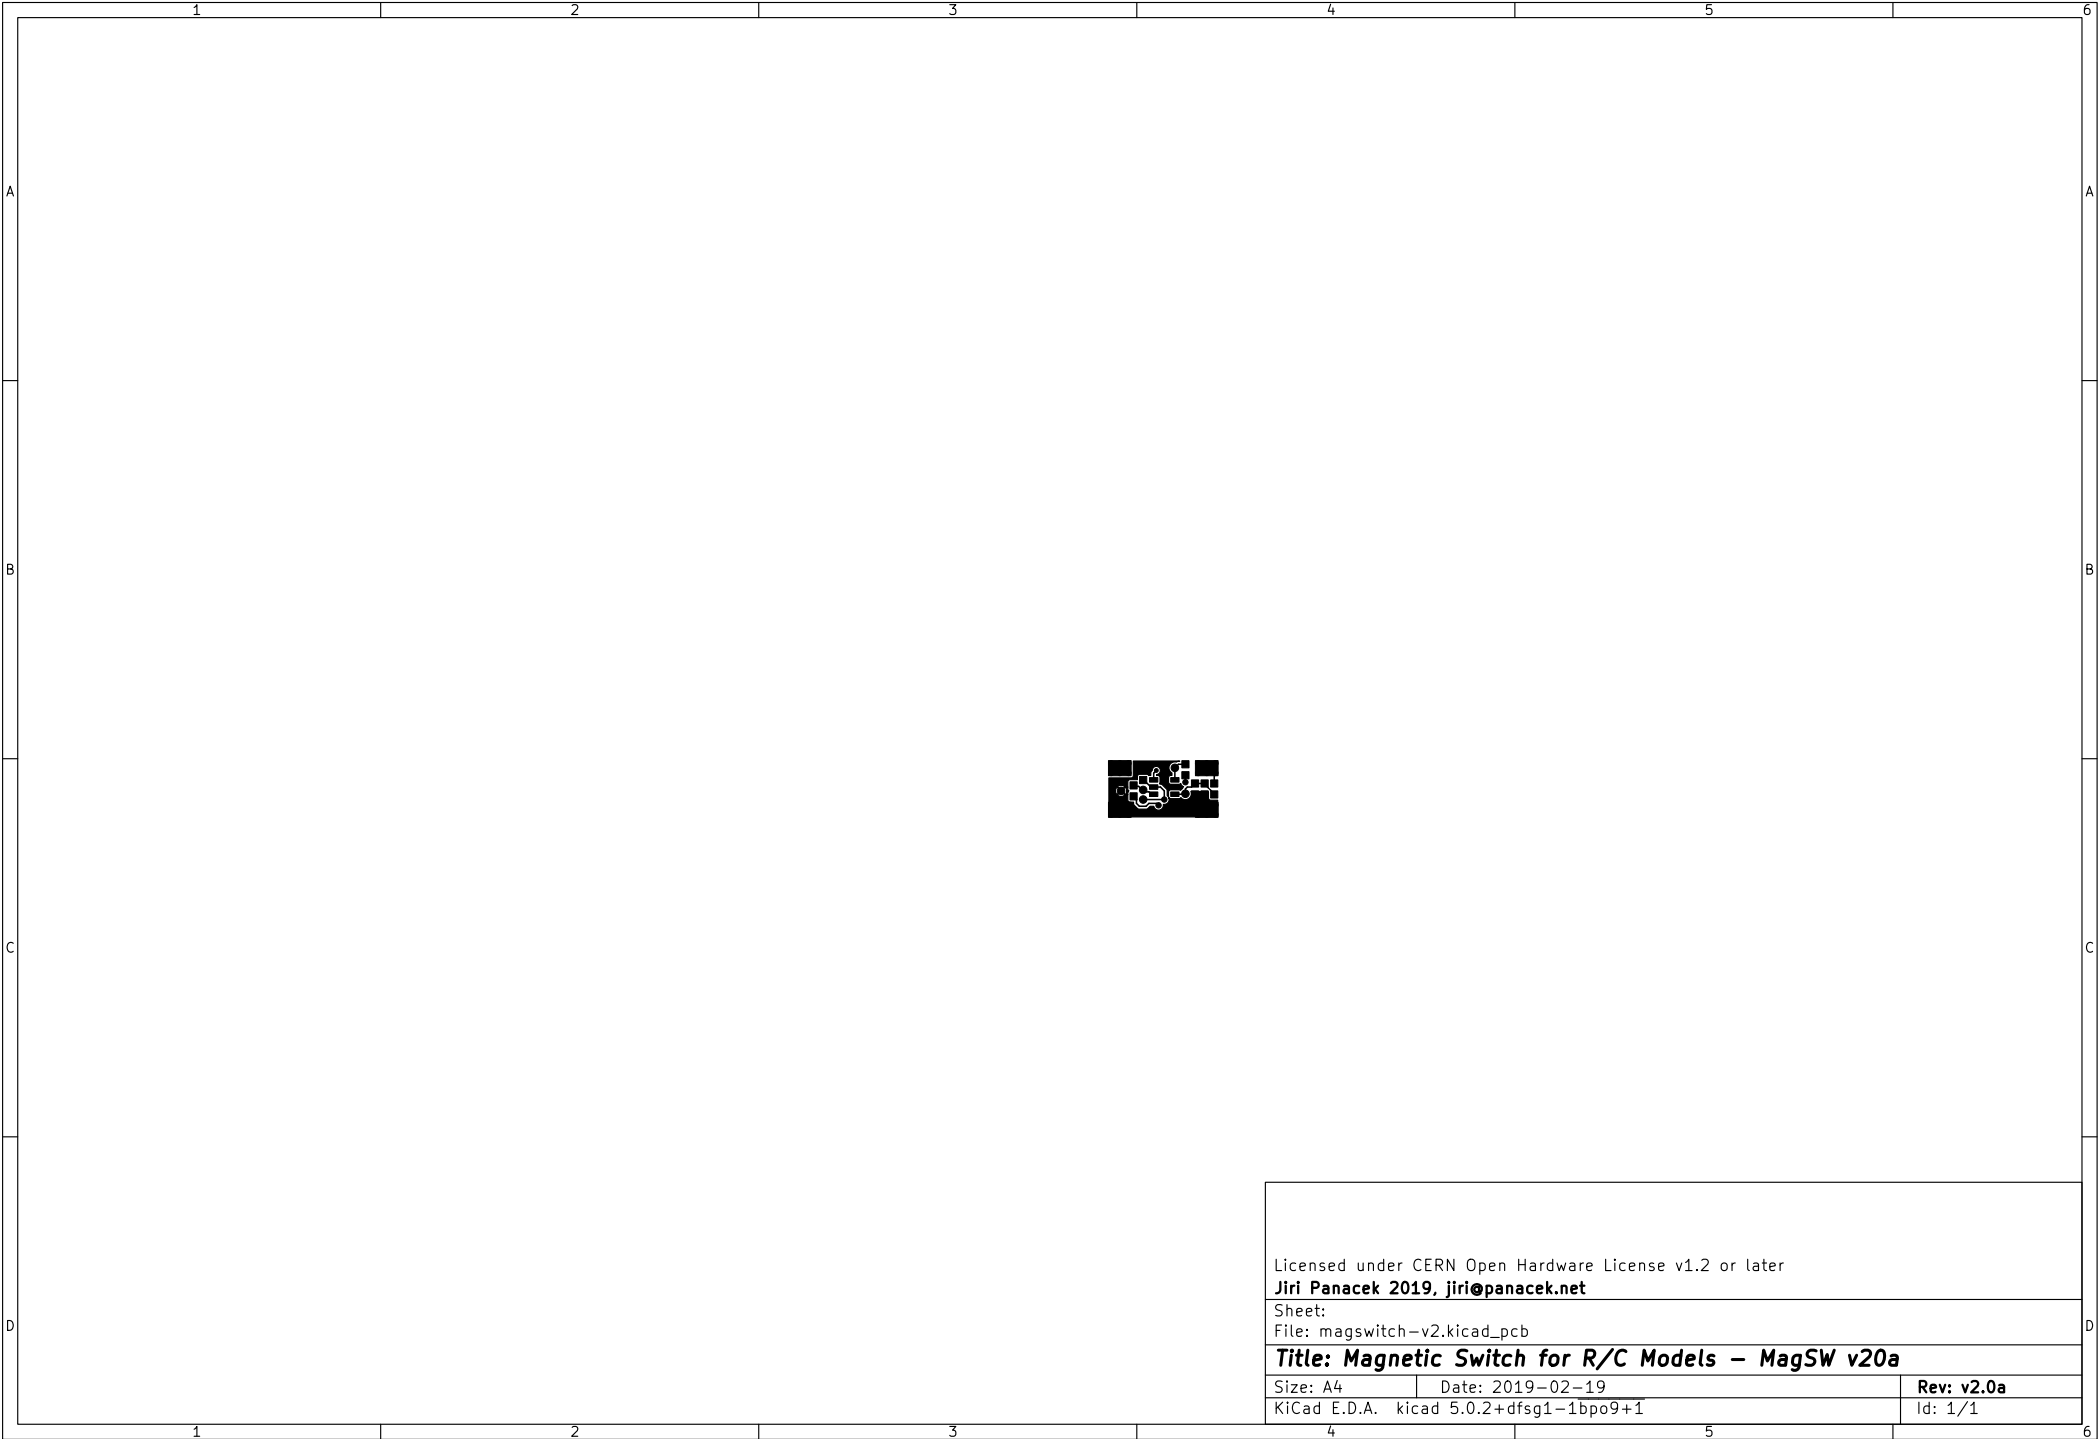 1 2 3 4 5 6
A A
B B
C C
Licensed under CERN Open Hardware License v1.2 or later
Jiri Panacek 2019, jiri@panacek.net
Sheet:
D D
File: magswitch-v2.kicad_pcb
Title: Magnetic Switch for R/C Models – MagSW v20a
Size: A4 Date: 2019-02-19 Rev: v2.0a
KiCad E.D.A. kicad 5.0.2+dfsg1-1bpo9+1 Id: 1/1
1 2 3 4 5 6